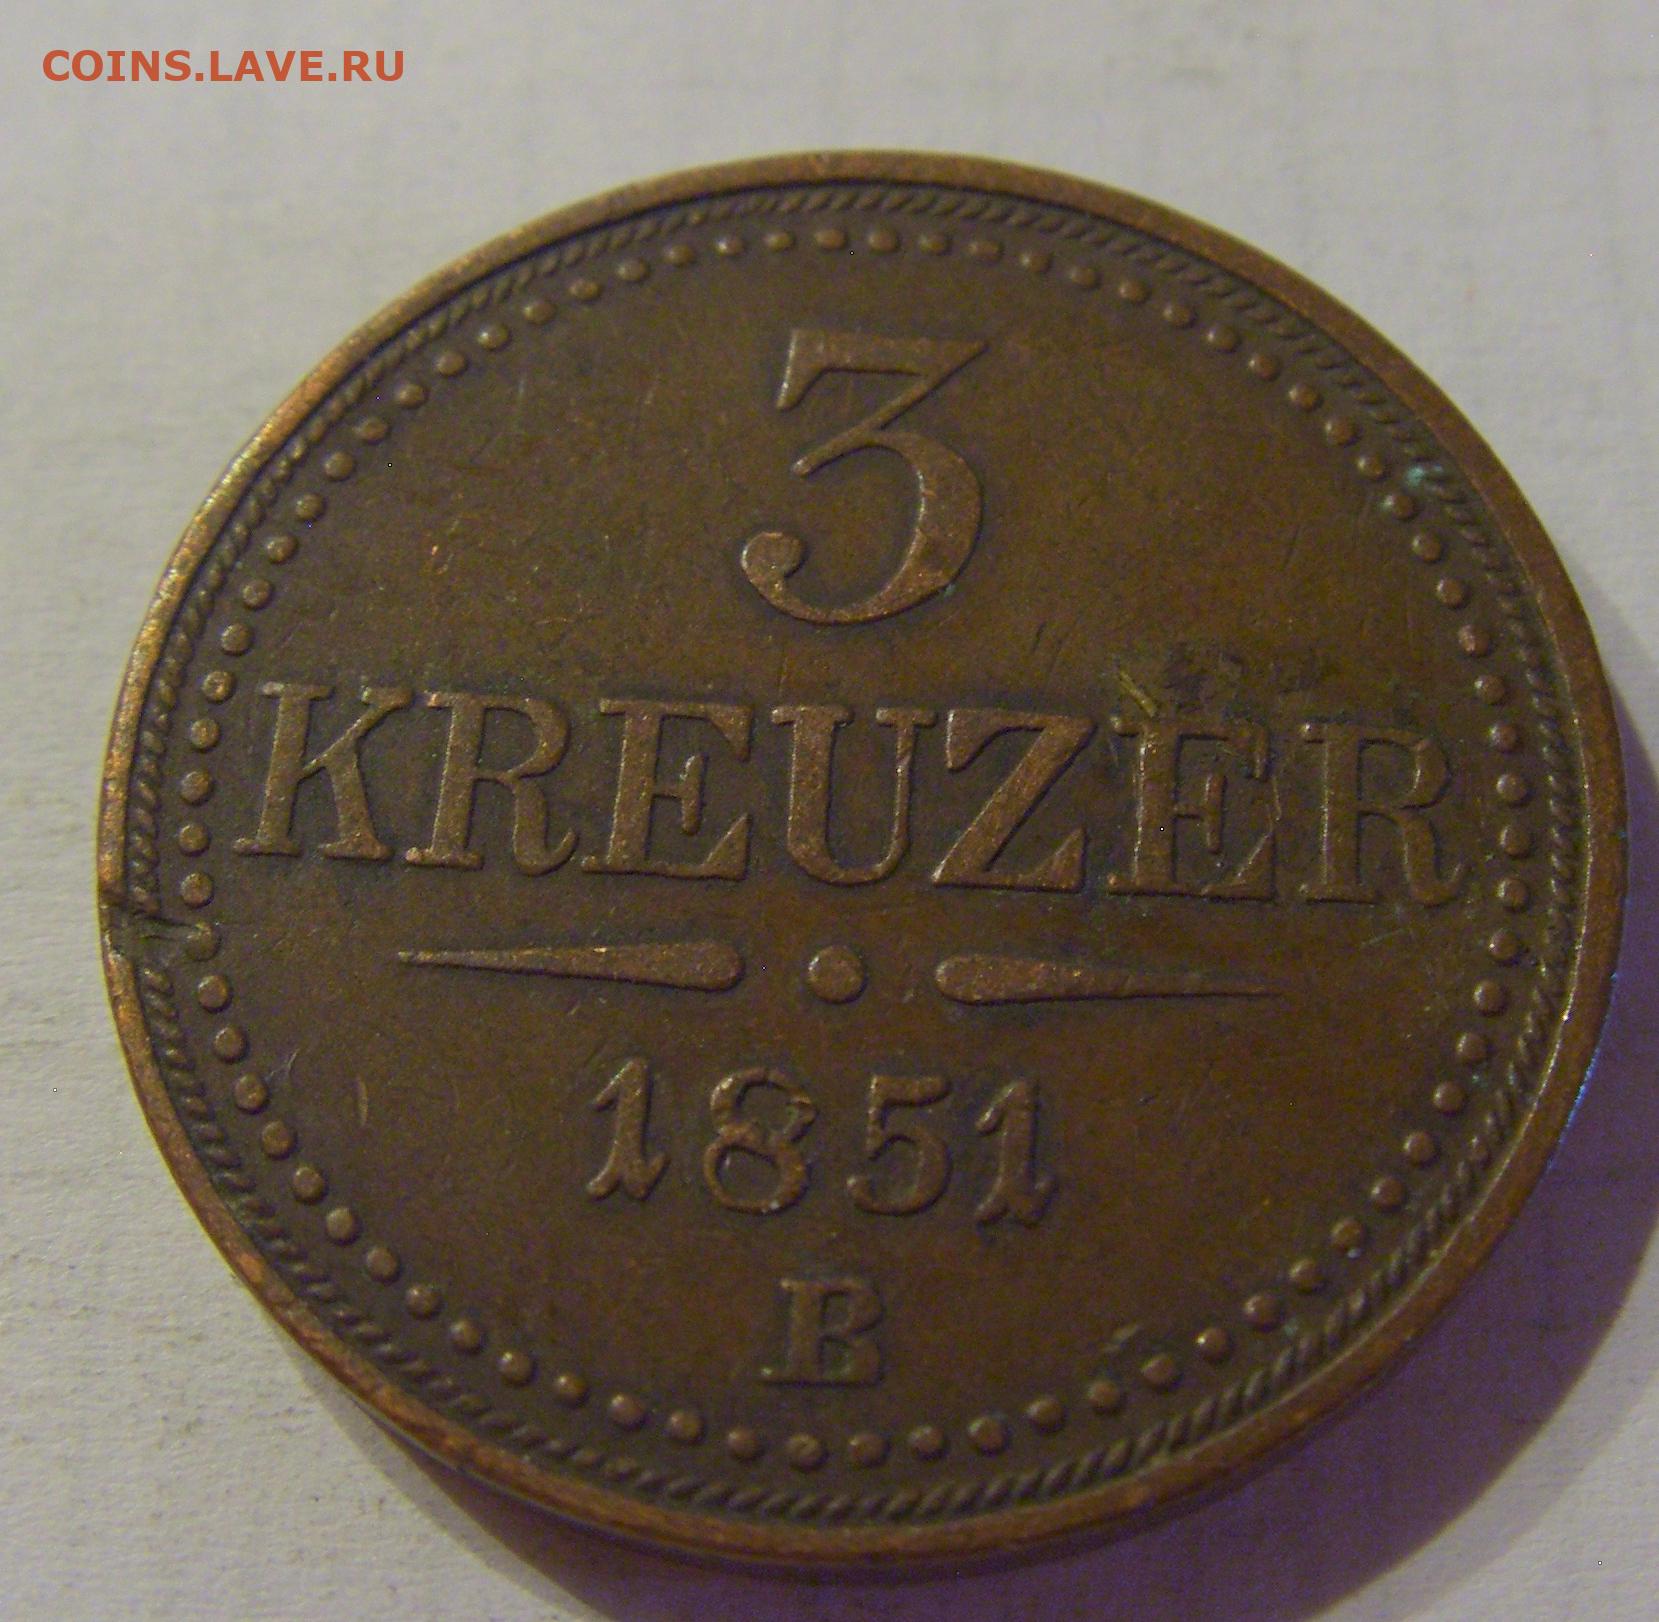 COINS.LAVE.RU
3
KREUZER
1851
B